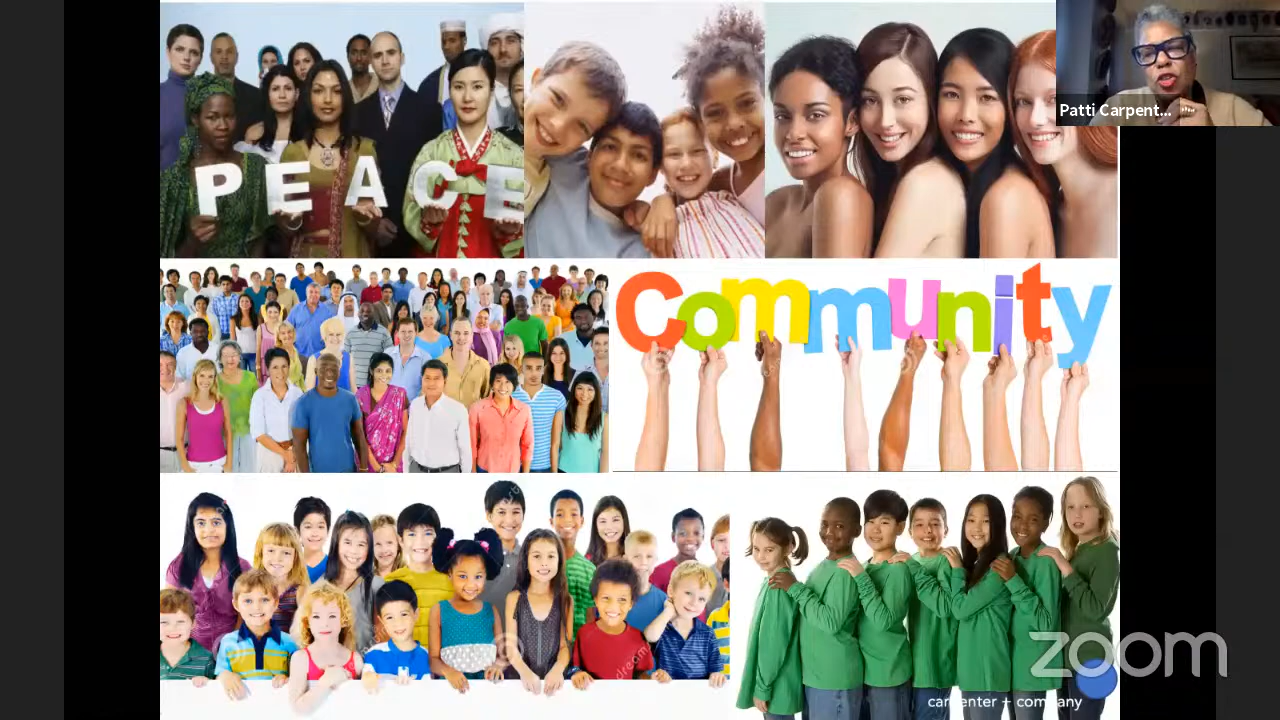 Patti Carpent...
PEACE
Community
zoom
carpenter + company